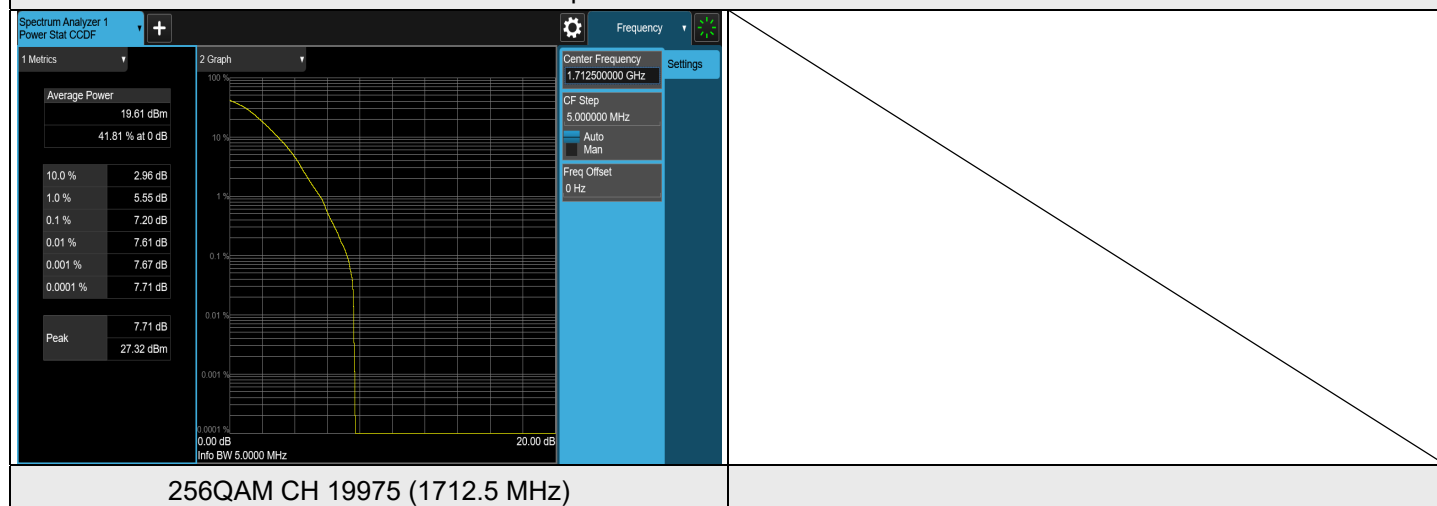 Spectrum Analyzer 1
Power Stat CCDF
+
Frequency
1 Metrics
2 Graph
Center Frequency
1.712500000 GHz
Settings
CF Step
5.000000 MHz
Auto
Man
Freq Offset
0 Hz
Average Power
19.61 dBm
41.81 % at 0 dB
10.0 % 2.96 dB
1.0 % 5.55 dB
0.1 % 7.20 dB
0.01 % 7.61 dB
0.001 % 7.67 dB
0.0001 % 7.71 dB
Peak 7.71 dB
27.32 dBm
100 %
10 %
1 %
0.1 %
0.01 %
0.001 %
0.0001 %
0.00 dB 20.00 dB
Info BW 5.0000 MHz
256QAM CH 19975 (1712.5 MHz)